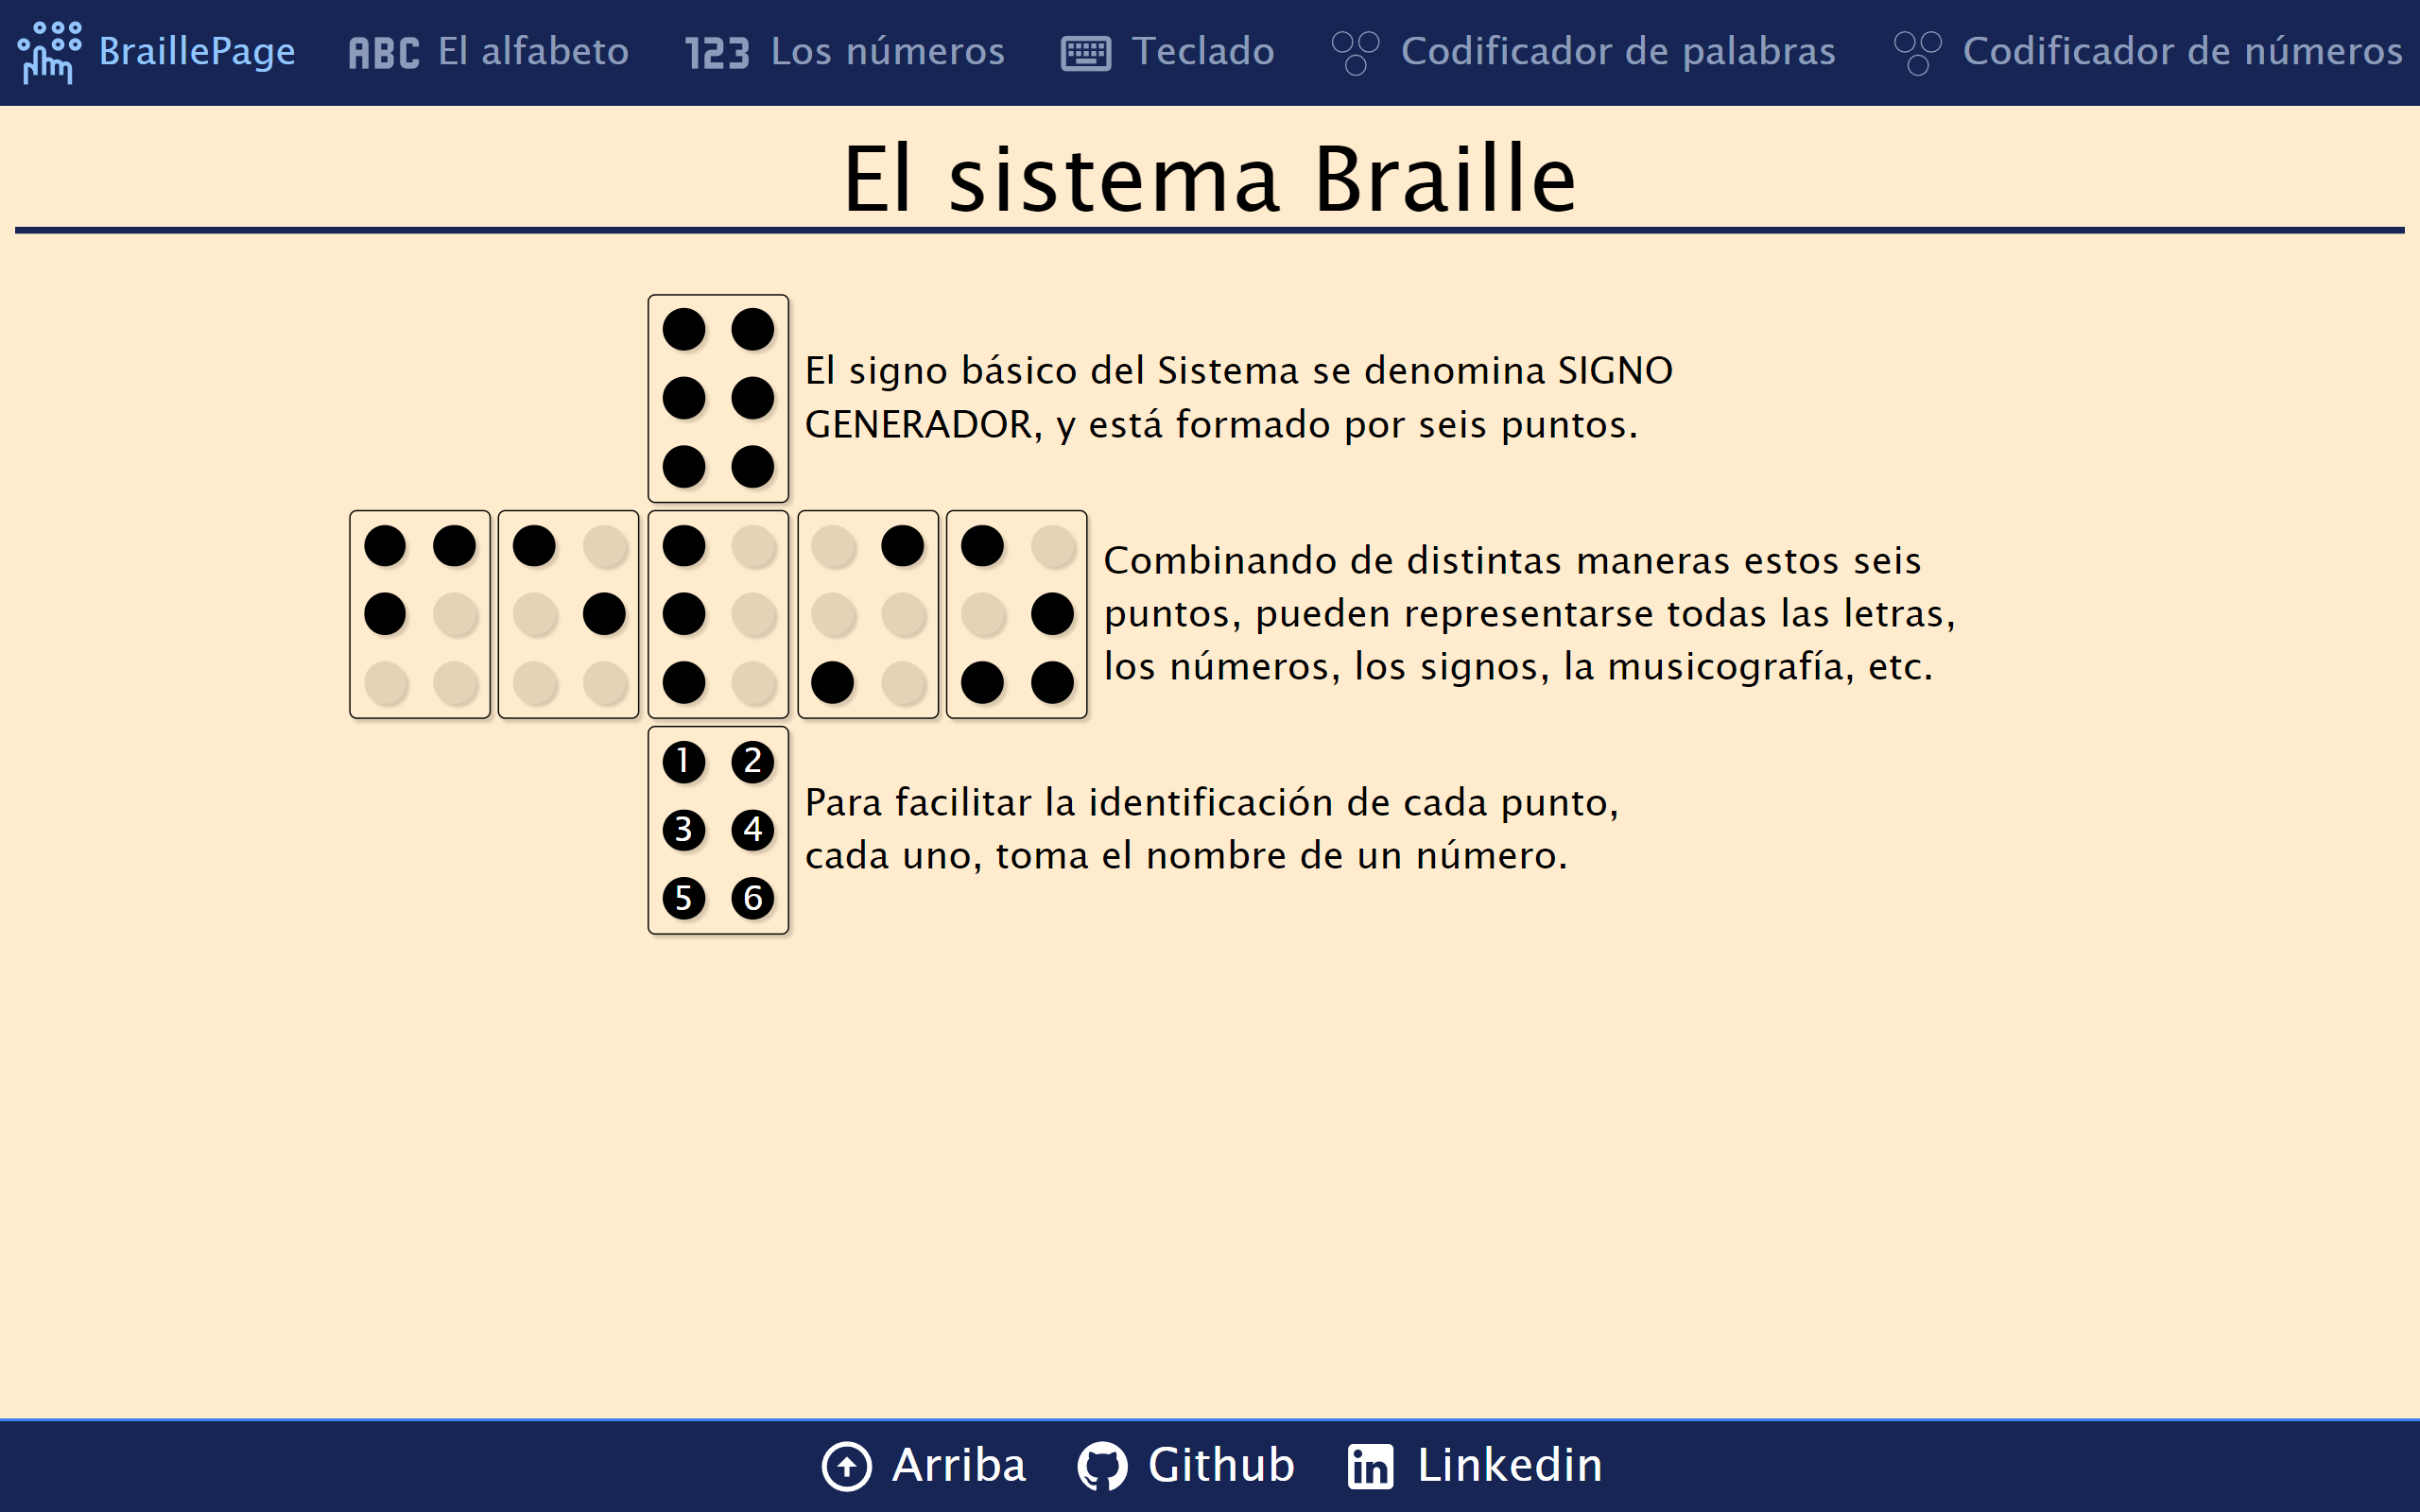 BraillePage
ABC El alfabeto
123 Los números
Teclado
Codificador de palabras
Codificador de números
El sistema Braille
El signo básico del Sistema se denomina SIGNO
GENERADOR, y está formado por seis puntos.
Combinando de distintas maneras estos seis
puntos, pueden representarse todas las letras,
los números, los signos, la musicografía, etc.
1 2
3 4
5 6
Para facilitar la identificación de cada punto,
cada uno, toma el nombre de un número.
Arriba
Github
in Linkedin